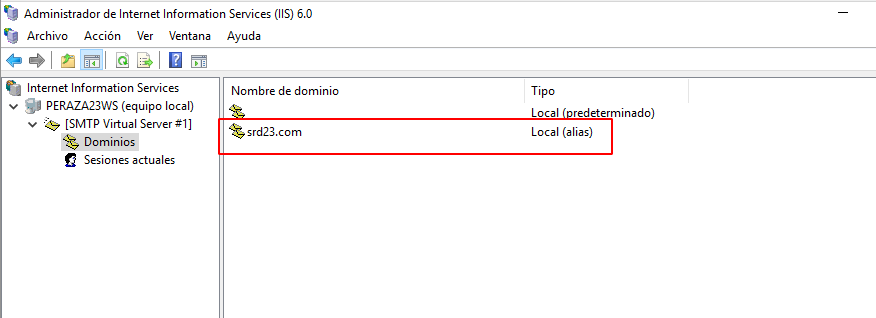 Administrador de Internet Information Services (IIS) 6.0
Archivo Acción Ver Ventana Ayuda
Internet Information Services
PERAZA23WS (equipo local)
[SMTP Virtual Server #1]
Dominios
Sesiones actuales
Nombre de dominio Tipo
Local (predeterminado)
srd23.com Local (alias)